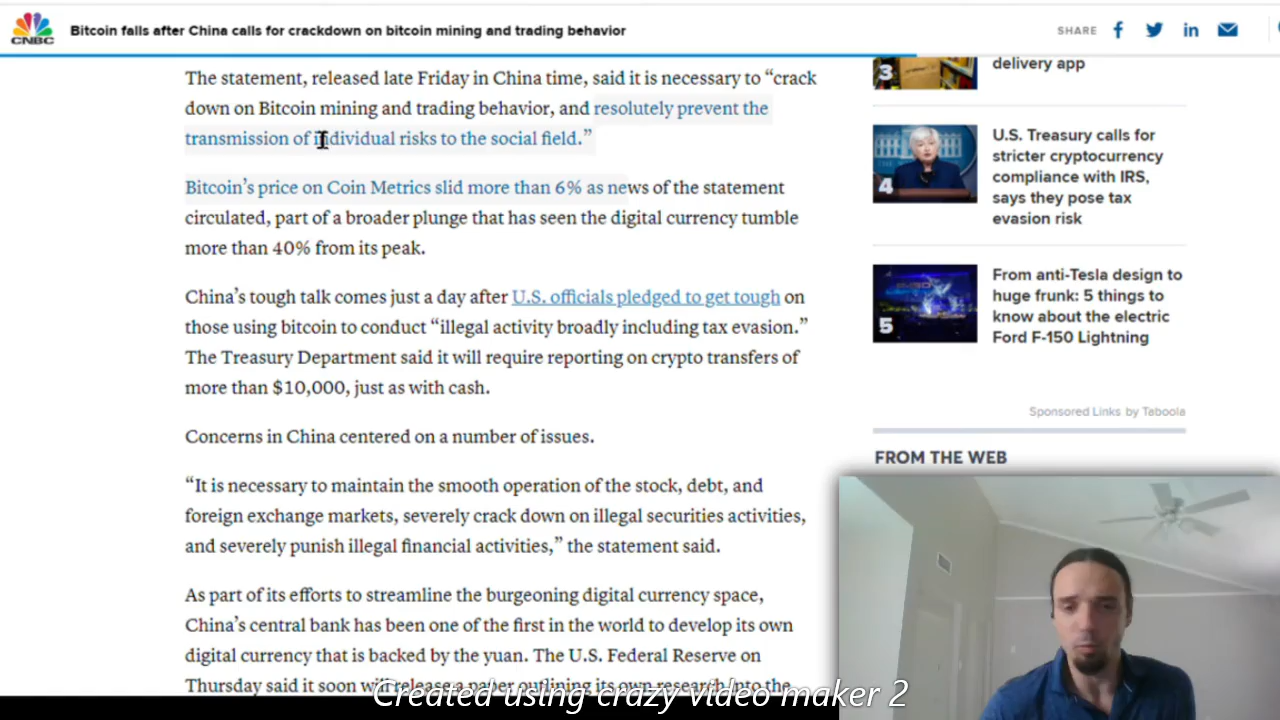 CNBC
Bitcoin falls after China calls for crackdown on bitcoin mining and trading behavior
SHARE
The statement, released late Friday in China time, said it is necessary to “crack
down on Bitcoin mining and trading behavior, and resolutely prevent the
transmission of individual risks to the social field.”
Bitcoin’s price on Coin Metrics slid more than 6% as news of the statement
circulated, part of a broader plunge that has seen the digital currency tumble
more than 40% from its peak.
China’s tough talk comes just a day after U.S. officials pledged to get tough on
those using bitcoin to conduct “illegal activity broadly including tax evasion.”
The Treasury Department said it will require reporting on crypto transfers of
more than $10,000, just as with cash.
Concerns in China centered on a number of issues.
“It is necessary to maintain the smooth operation of the stock, debt, and
foreign exchange markets, severely crack down on illegal securities activities,
and severely punish illegal financial activities,” the statement said.
As part of its efforts to streamline the burgeoning digital currency space,
China’s central bank has been one of the first in the world to develop its own
digital currency that is backed by the yuan. The U.S. Federal Reserve on
Thursday said it soon will release a paper outlining its own research into the
3
delivery app
4
U.S. Treasury calls for
stricter cryptocurrency
compliance with IRS,
says they pose tax
evasion risk
5
From anti-Tesla design to
huge frunk: 5 things to
know about the electric
Ford F-150 Lightning
Sponsored Links by Taboola
FROM THE WEB
Created using crazy video maker 2